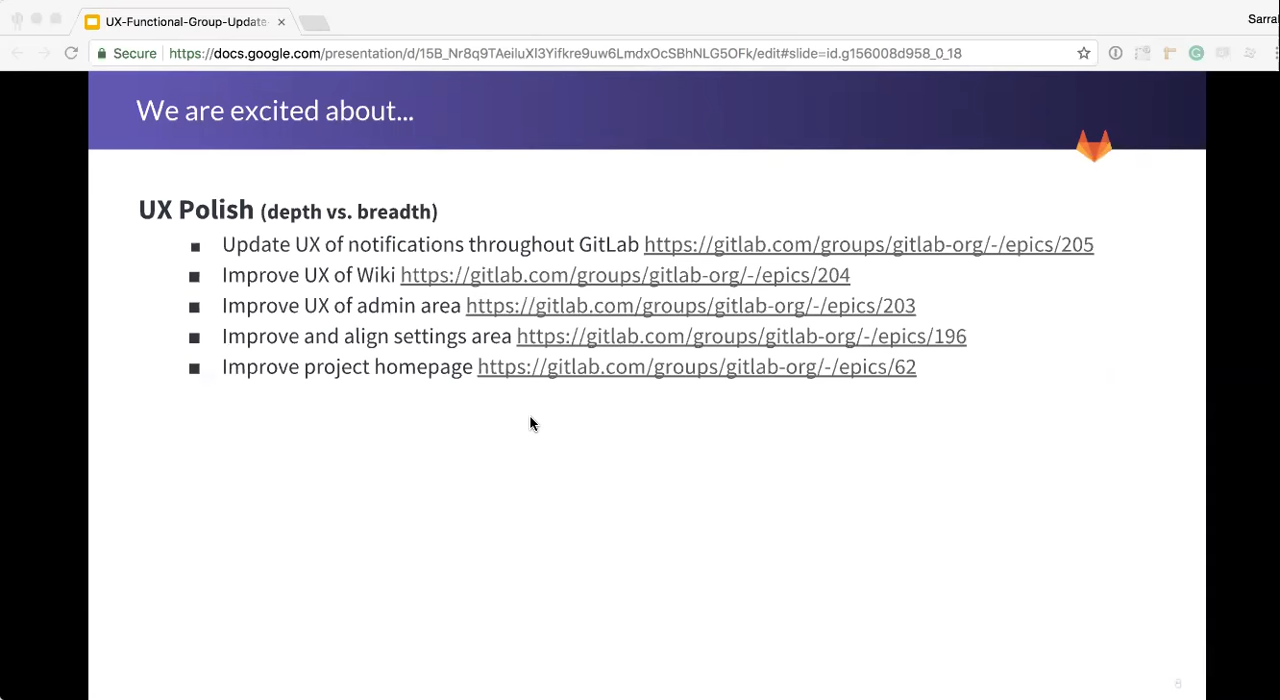 UX-Functional-Group-Update-
Sarral
Secure https://docs.google.com/presentation/d/15B_Nr8q9TAeiluXl3Yifkre9uw6LmdxOcSBhNLG5OFk/edit#slide=id.g156008d958_0_18
We are excited about...
UX Polish (depth vs. breadth)
■ Update UX of notifications throughout GitLab https://gitlab.com/groups/gitlab-org/-/epics/205
■ Improve UX of Wiki https://gitlab.com/groups/gitlab-org/-/epics/204
■ Improve UX of admin area https://gitlab.com/groups/gitlab-org/-/epics/203
■ Improve and align settings area https://gitlab.com/groups/gitlab-org/-/epics/196
■ Improve project homepage https://gitlab.com/groups/gitlab-org/-/epics/62
8